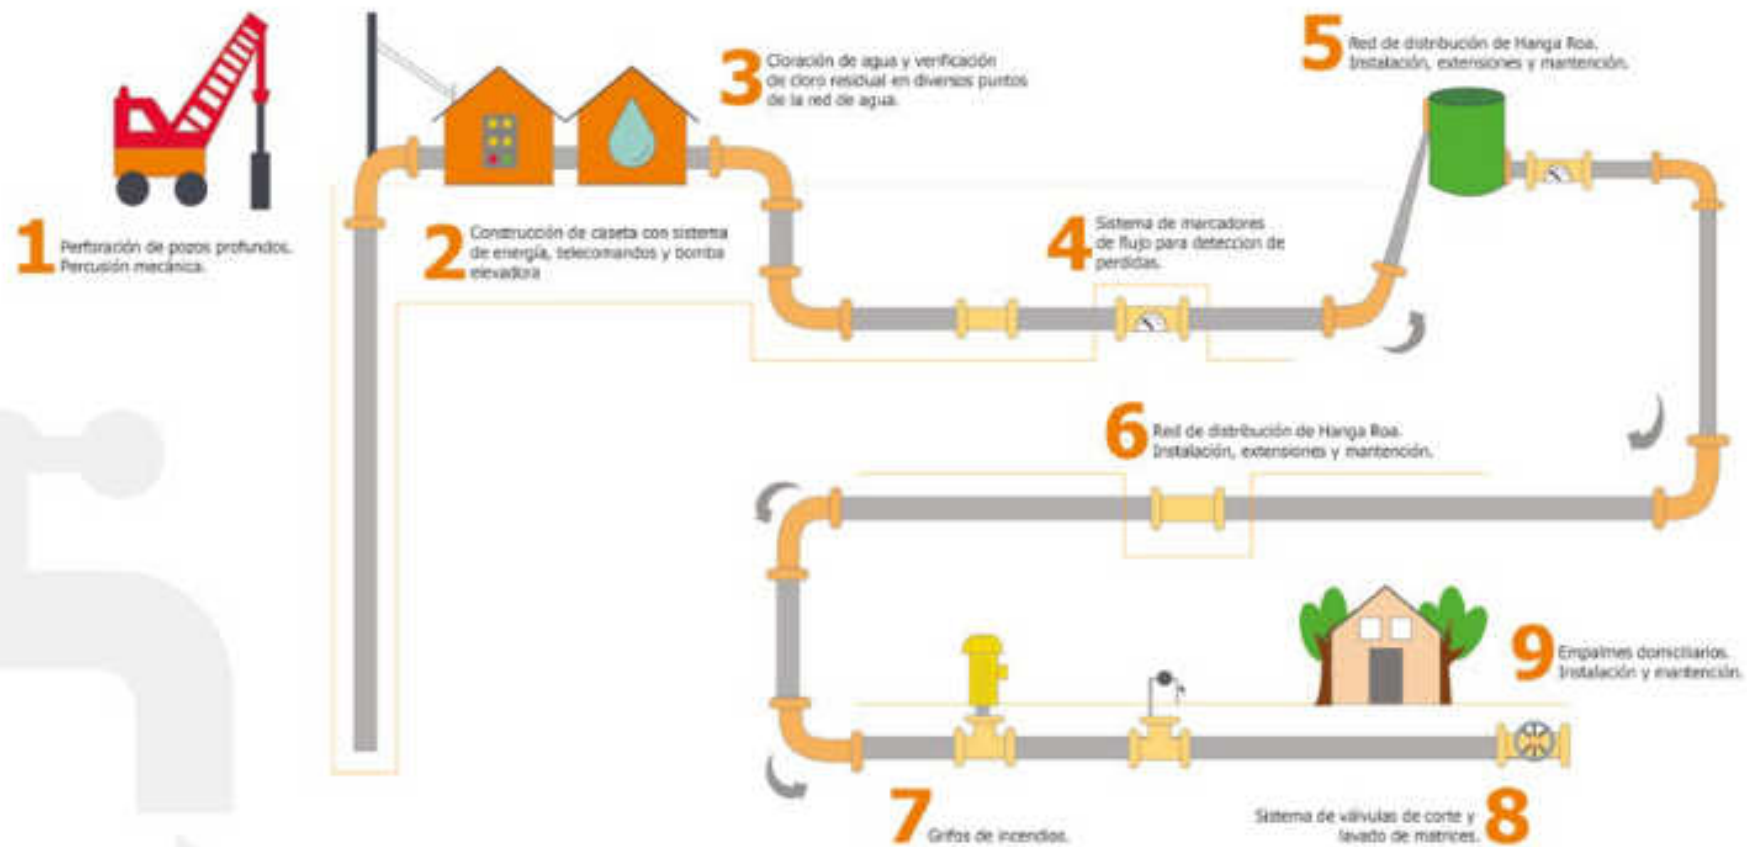 1
Perforación de pozos profundos.
Percusión mecánica.
2
Construcción de caseta con sistema
de energía, telecomandos y bomba
elevadora
3
Cloración de agua y verificación
de cloro residual en diversos puntos
de la red de agua.
4
Sistema de marcadores
de flujo para deteccion de
perdidas.
5
Red de distribución de Hanga Roa.
Instalación, extensiones y mantención.
6
Red de distribución de Hanga Roa.
Instalación, extensiones y mantención.
7
Grifos de incendios.
8
Sistema de válvulas de corte y
lavado de matrices.
9
Empalmes domiciliarios.
Instalación y mantención.